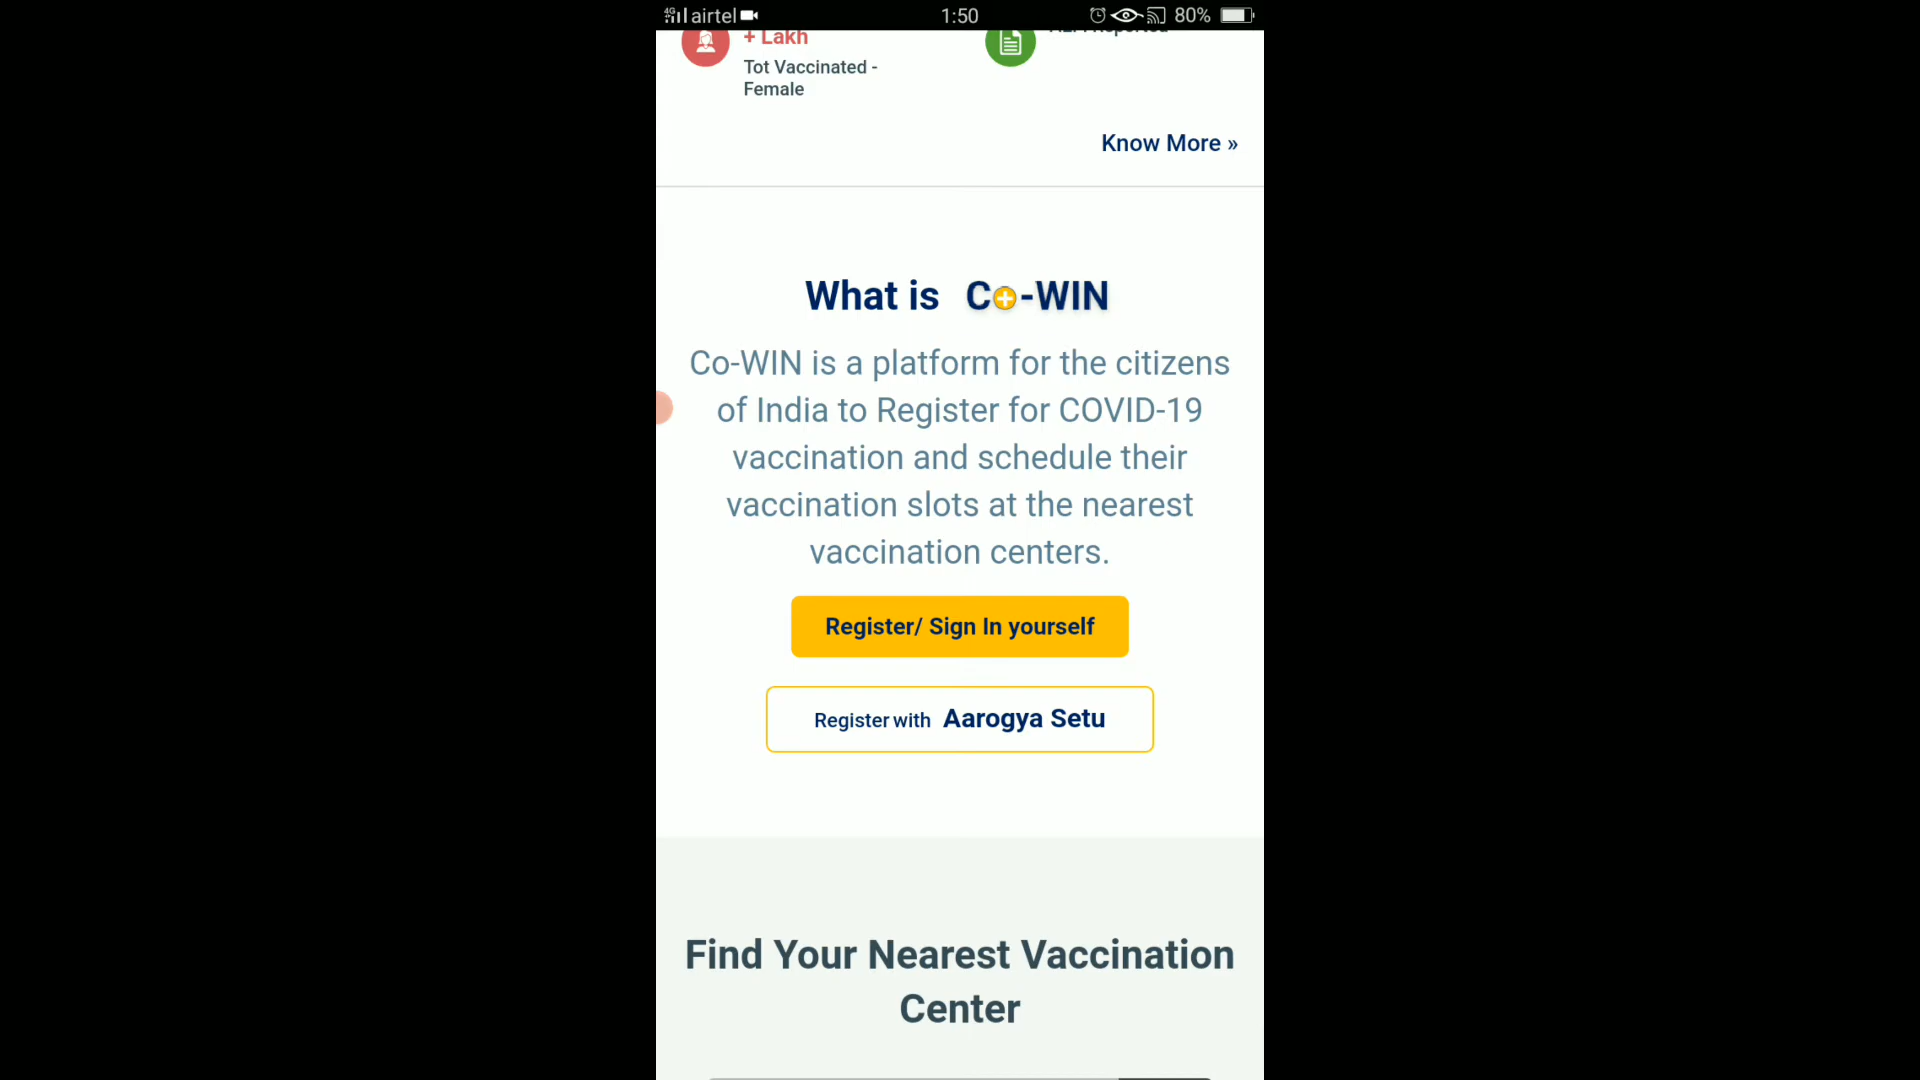 4G airtel 1:50 80%
+ Lakh
Tot Vaccinated -
Female
Know More »
What is Co-WIN
Co-WIN is a platform for the citizens
of India to Register for COVID-19
vaccination and schedule their
vaccination slots at the nearest
vaccination centers.
Register/ Sign In yourself
Register with Aarogya Setu
Find Your Nearest Vaccination
Center